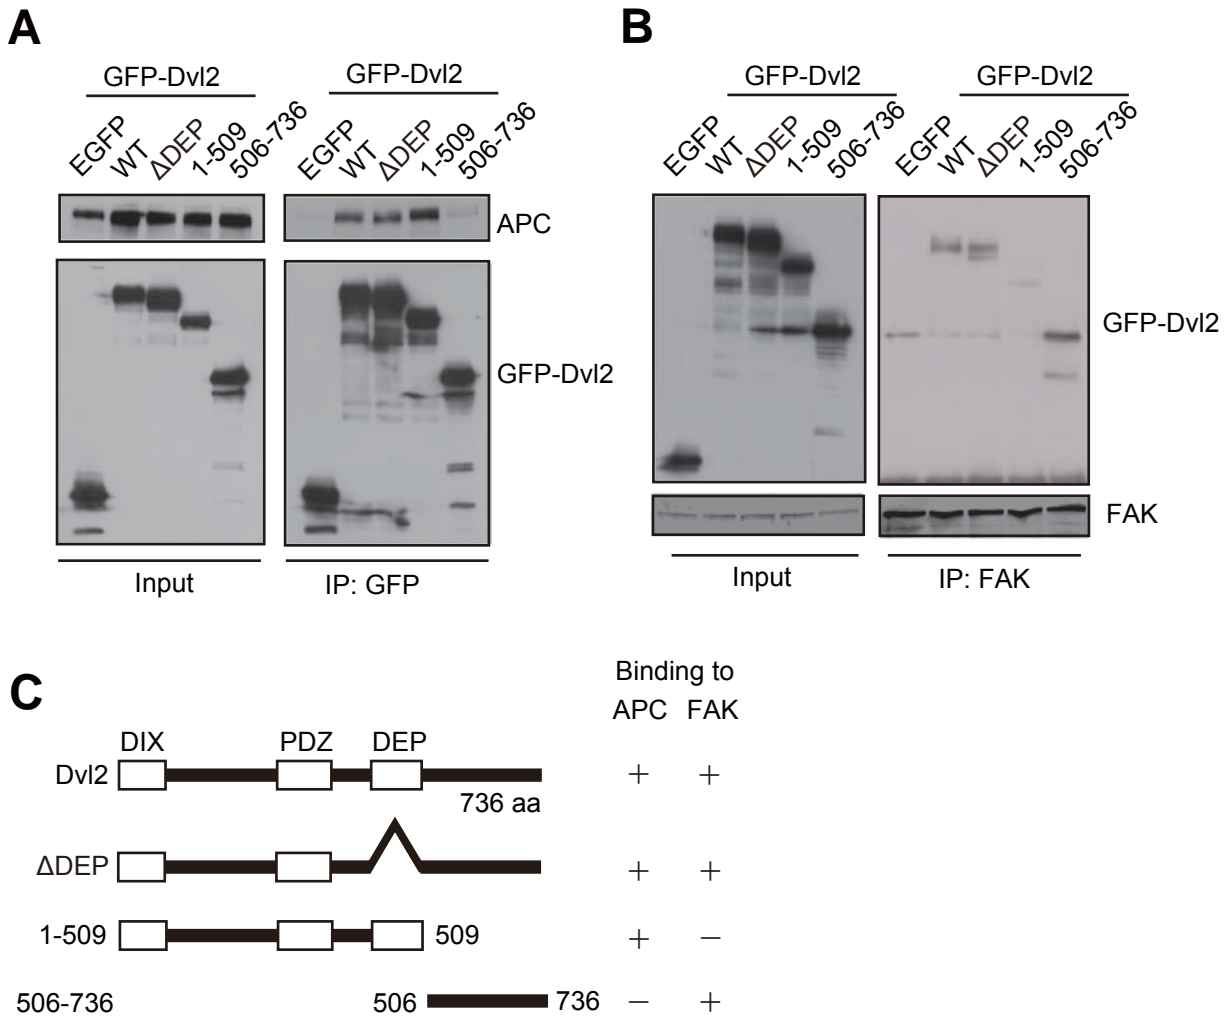 A
GFP-Dvl2
GFP-Dvl2
EGFP
WT
ΔDEP
1-509
506-736
EGFP
WT
ΔDEP
1-509
506-736
APC
GFP-Dvl2
Input
IP: GFP
B
GFP-Dvl2
GFP-Dvl2
EGFP
WT
ΔDEP
1-509
506-736
EGFP
WT
ΔDEP
1-509
506-736
GFP-Dvl2
FAK
Input
IP: FAK
C
Binding to
APC FAK
DIX PDZ DEP
Dvl2 + +
736 aa
ΔDEP + +
1-509 509 + −
506-736 506 736 − +